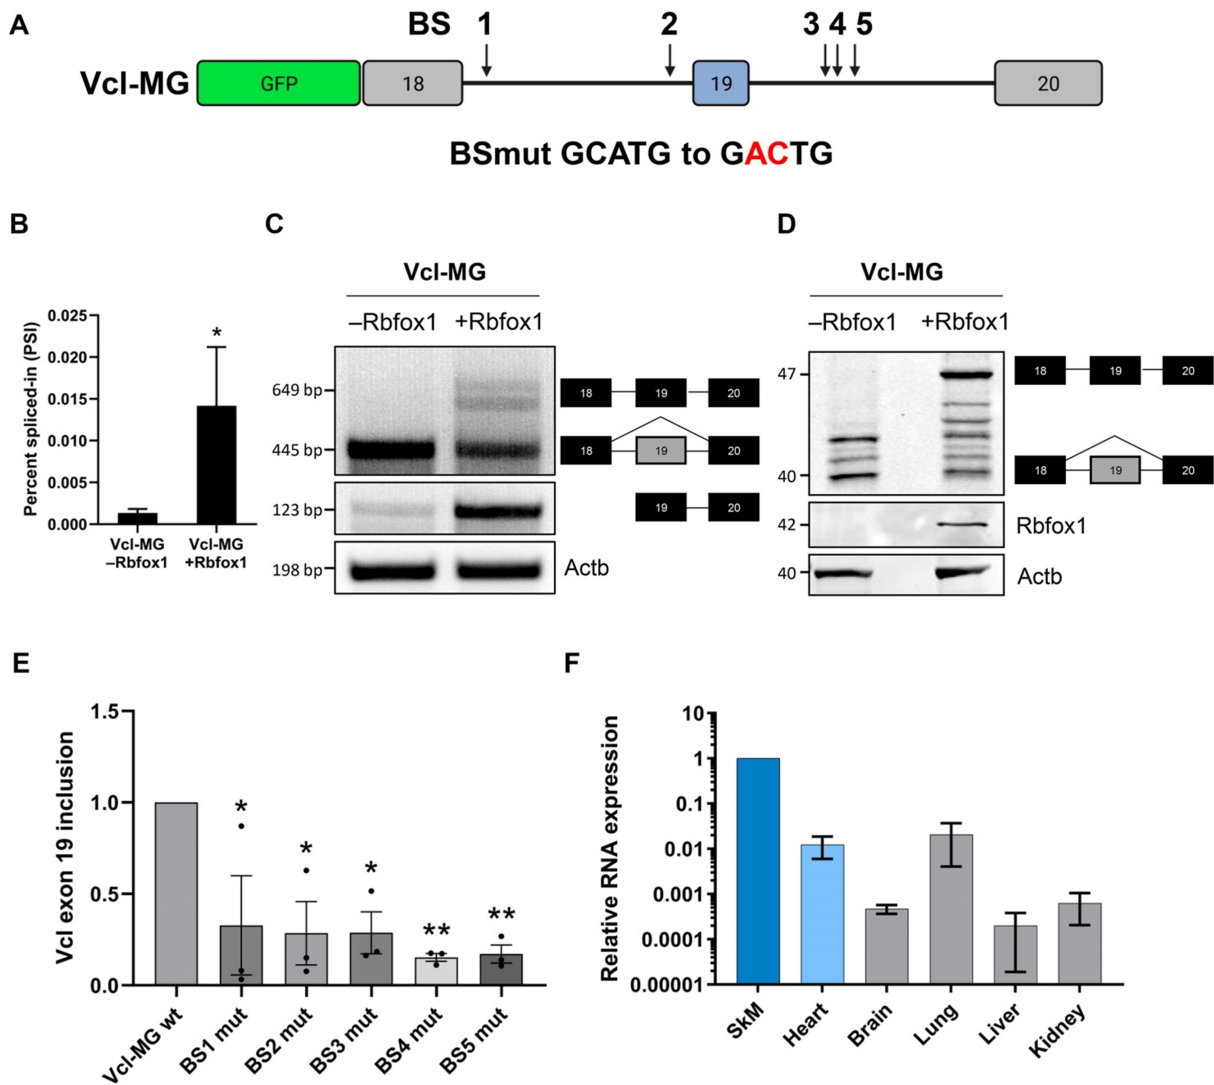 A
BS 1 2 3 4 5
Vcl-MG GFP 18 19 20
BSmut GCATG to GACTG
B
Percent spliced-in (PSI)
0.025
0.020
0.015
0.010
0.005
0.000
*
Vcl-MG
–Rbfox1
Vcl-MG
+Rbfox1
C
Vcl-MG
–Rbfox1 +Rbfox1
649 bp
445 bp
123 bp
198 bp
18 19 20
18 19 20
19 20
Actb
D
Vcl-MG
–Rbfox1 +Rbfox1
47
40
42
40
18 19 20
18 19 20
Rbfox1
Actb
E
Vcl exon 19 inclusion
1.5
1.0
0.5
0.0
* * * ** **
Vcl-MG wt
BS1 mut
BS2 mut
BS3 mut
BS4 mut
BS5 mut
F
Relative RNA expression
10
1
0.1
0.01
0.001
0.0001
0.00001
SkM
Heart
Brain
Lung
Liver
Kidney